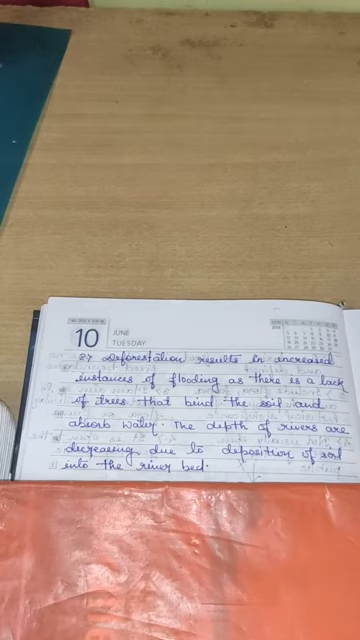 10
JUNE
TUESDAY
27 Deforestation results in increased
instances of flooding as there is a lack
of trees that bind the soil and
absorb water. The depth of rivers are
decreasing due to deposition of soil
into the river bed.